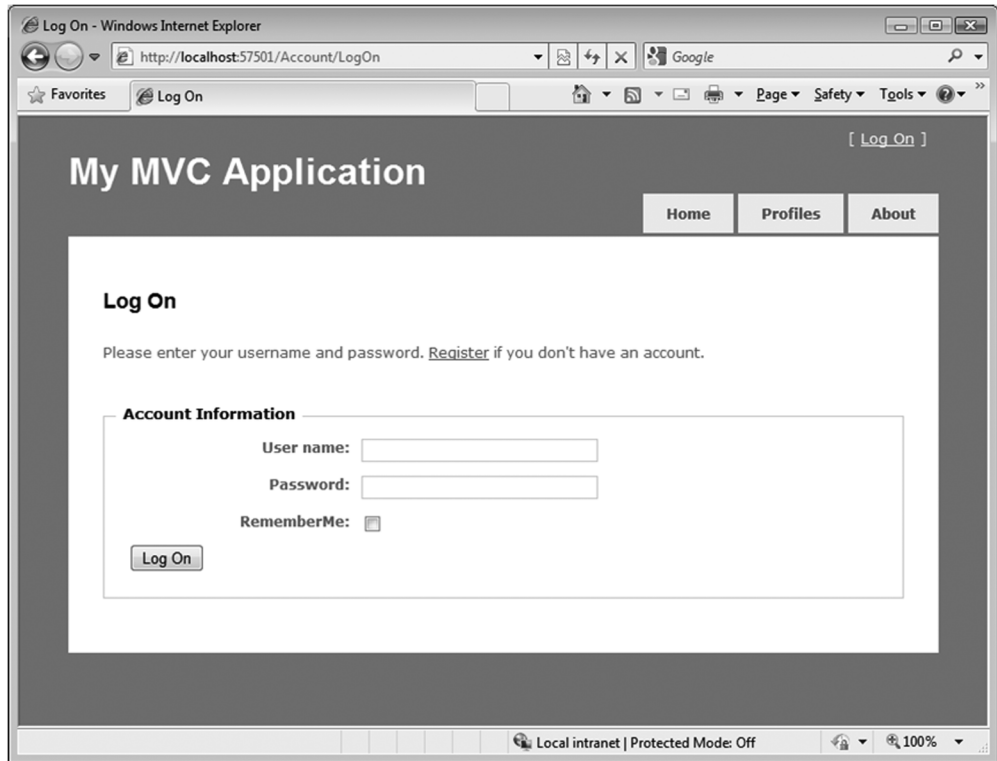 Log On - Windows Internet Explorer
http://localhost:57501/Account/LogOn
Google
Favorites
Log On
Page
Safety
Tools
[ Log On ]
My MVC Application
Home
Profiles
About
Log On
Please enter your username and password. Register if you don't have an account.
Account Information
User name:
Password:
RememberMe:
Log On
Local intranet | Protected Mode: Off
100%